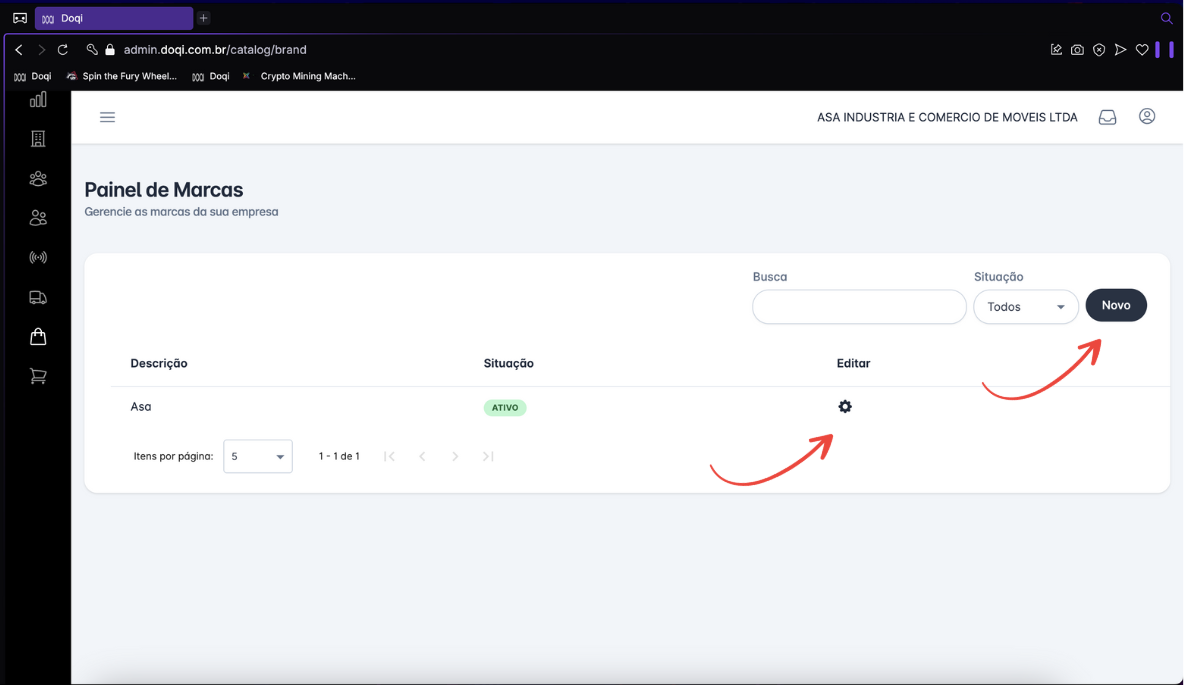 Doqi
admin.doqi.com.br/catalog/brand
Doqi Spin the Fury Wheel... Doqi Crypto Mining Mach...
ASA INDUSTRIA E COMERCIO DE MOVEIS LTDA
Painel de Marcas
Gerencie as marcas da sua empresa
Busca Situação
Todos Novo
Descrição Situação Editar
Asa ATIVO
Itens por página: 5 1 - 1 de 1